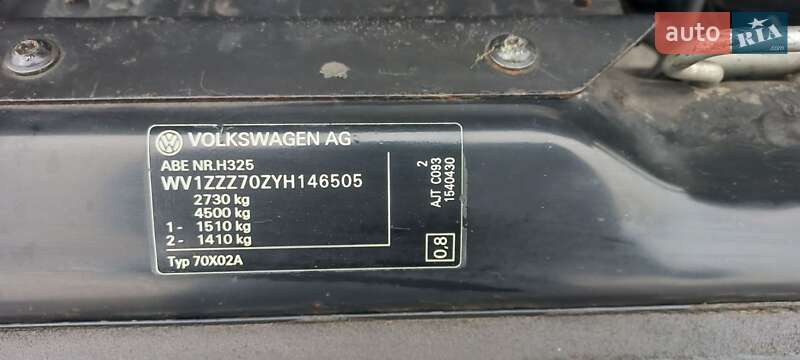 auto RIA
VOLKSWAGEN AG
ABE NR.H325
WV1ZZZ70ZYH146505
2730 kg
4500 kg
1- 1510 kg
2- 1410 kg
Typ 70X02A
2
AJT C093
1540430
0,8